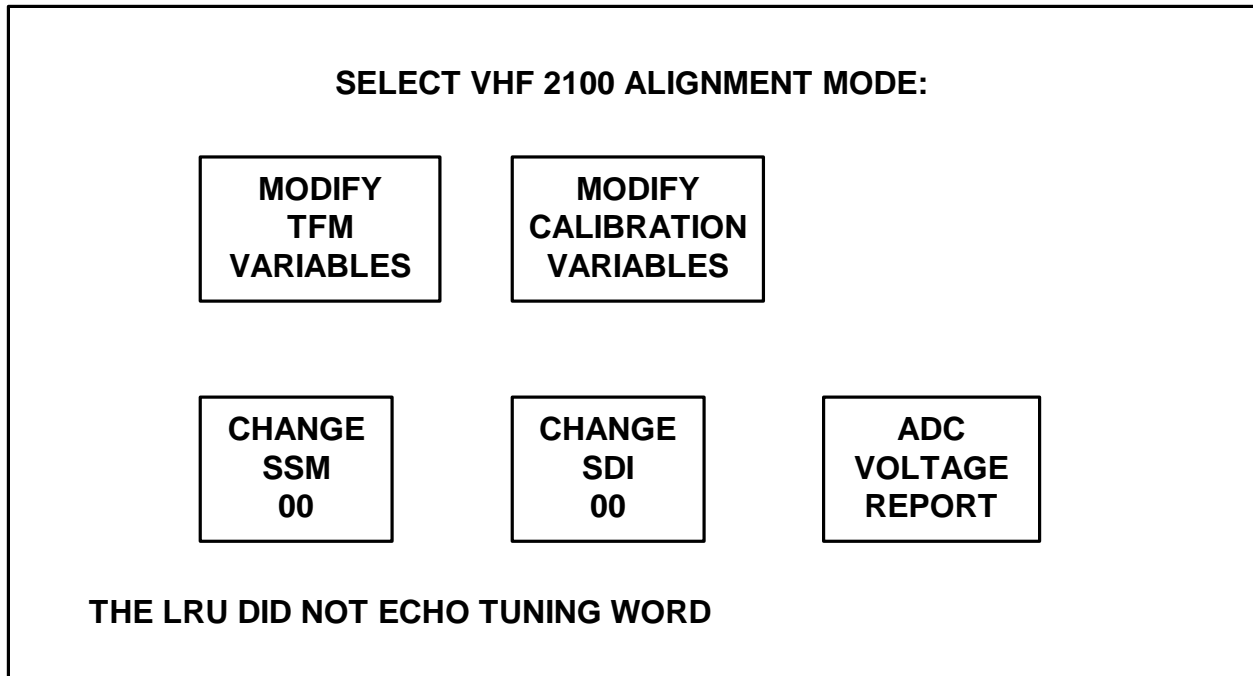 SELECT VHF 2100 ALIGNMENT MODE:
MODIFY
TFM
VARIABLES
MODIFY
CALIBRATION
VARIABLES
CHANGE
SSM
00
CHANGE
SDI
00
ADC
VOLTAGE
REPORT
THE LRU DID NOT ECHO TUNING WORD